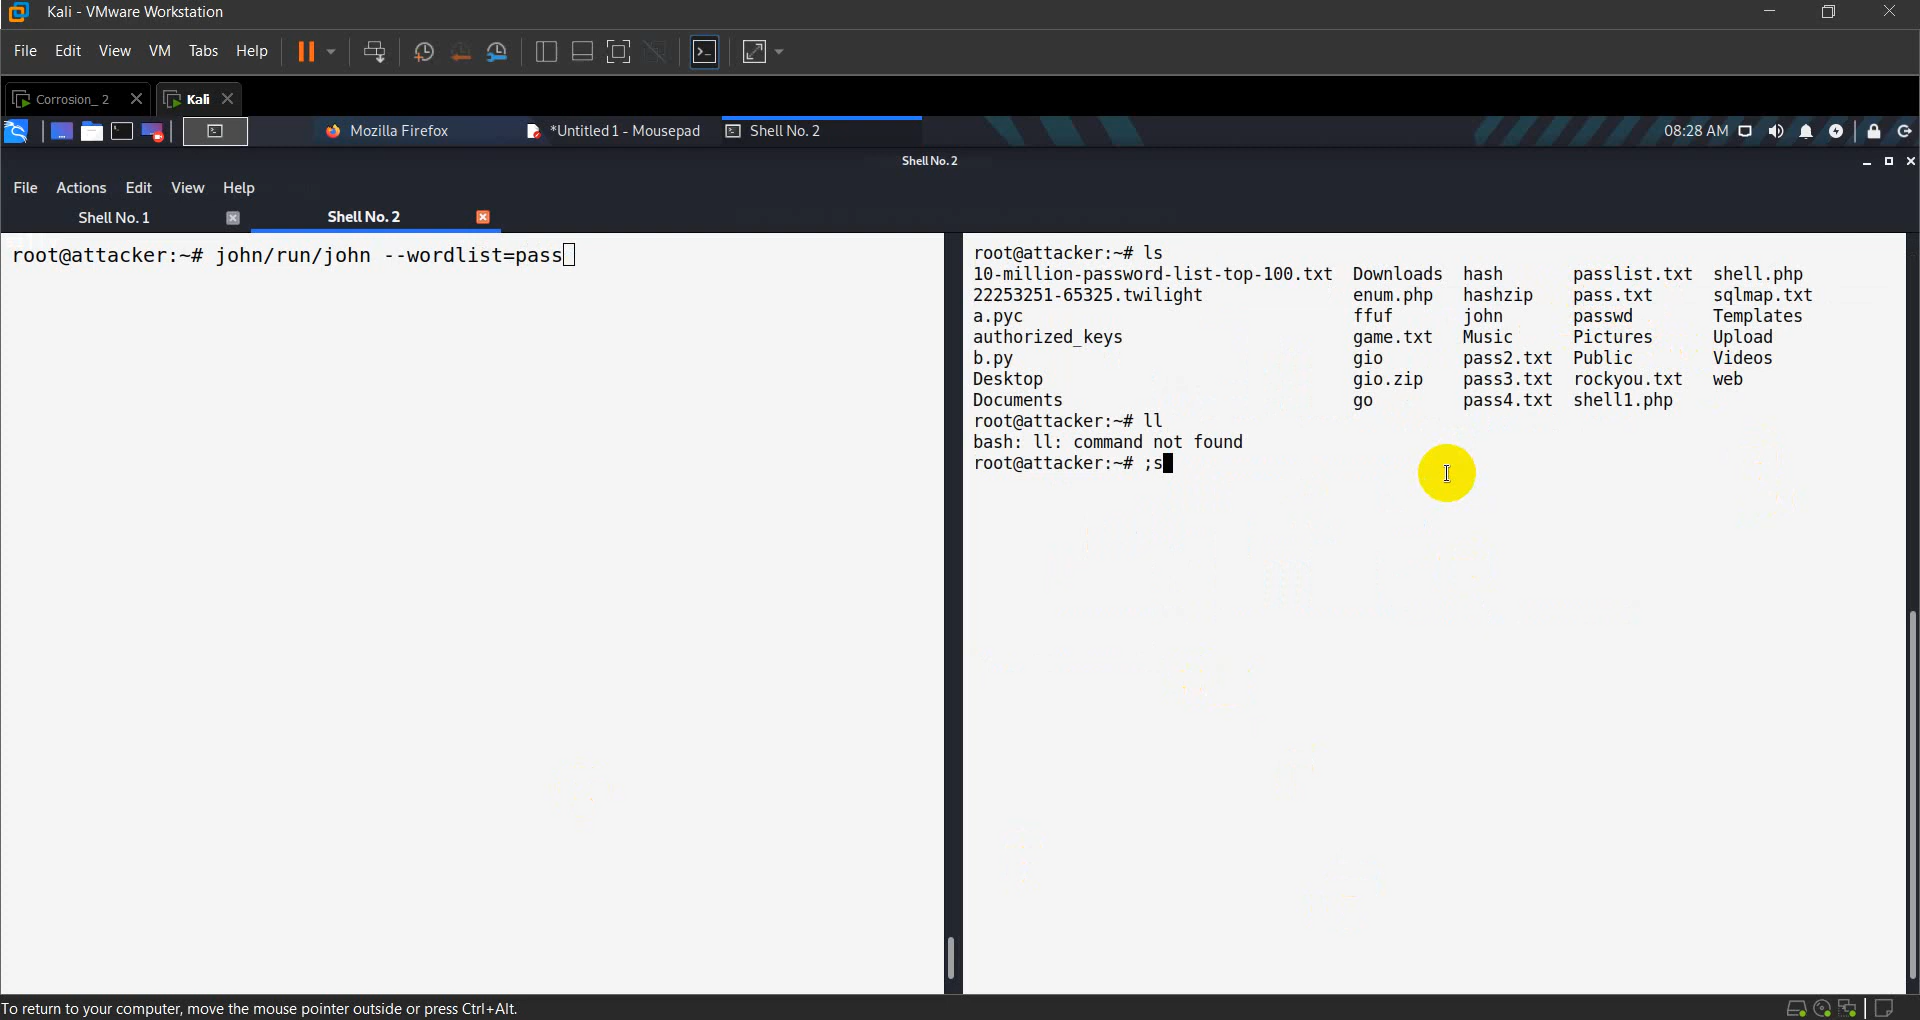 Kali - VMware Workstation
File Edit View VM Tabs Help
Corrosion_ 2 Kali
Mozilla Firefox *Untitled 1 - Mousepad Shell No. 2 08:28 AM
Shell No. 2
File Actions Edit View Help
Shell No. 1 Shell No. 2
root@attacker:~# john/run/john --wordlist=pass
root@attacker:~# ls
10-million-password-list-top-100.txt Downloads hash passlist.txt shell.php
22253251-65325.twilight enum.php hashzip pass.txt sqlmap.txt
a.pyc ffuf john passwd Templates
authorized_keys game.txt Music Pictures Upload
b.py gio pass2.txt Public Videos
Desktop gio.zip pass3.txt rockyou.txt web
Documents go pass4.txt shell1.php
root@attacker:~# ll
bash: ll: command not found
root@attacker:~# ;s
To return to your computer, move the mouse pointer outside or press Ctrl+Alt.